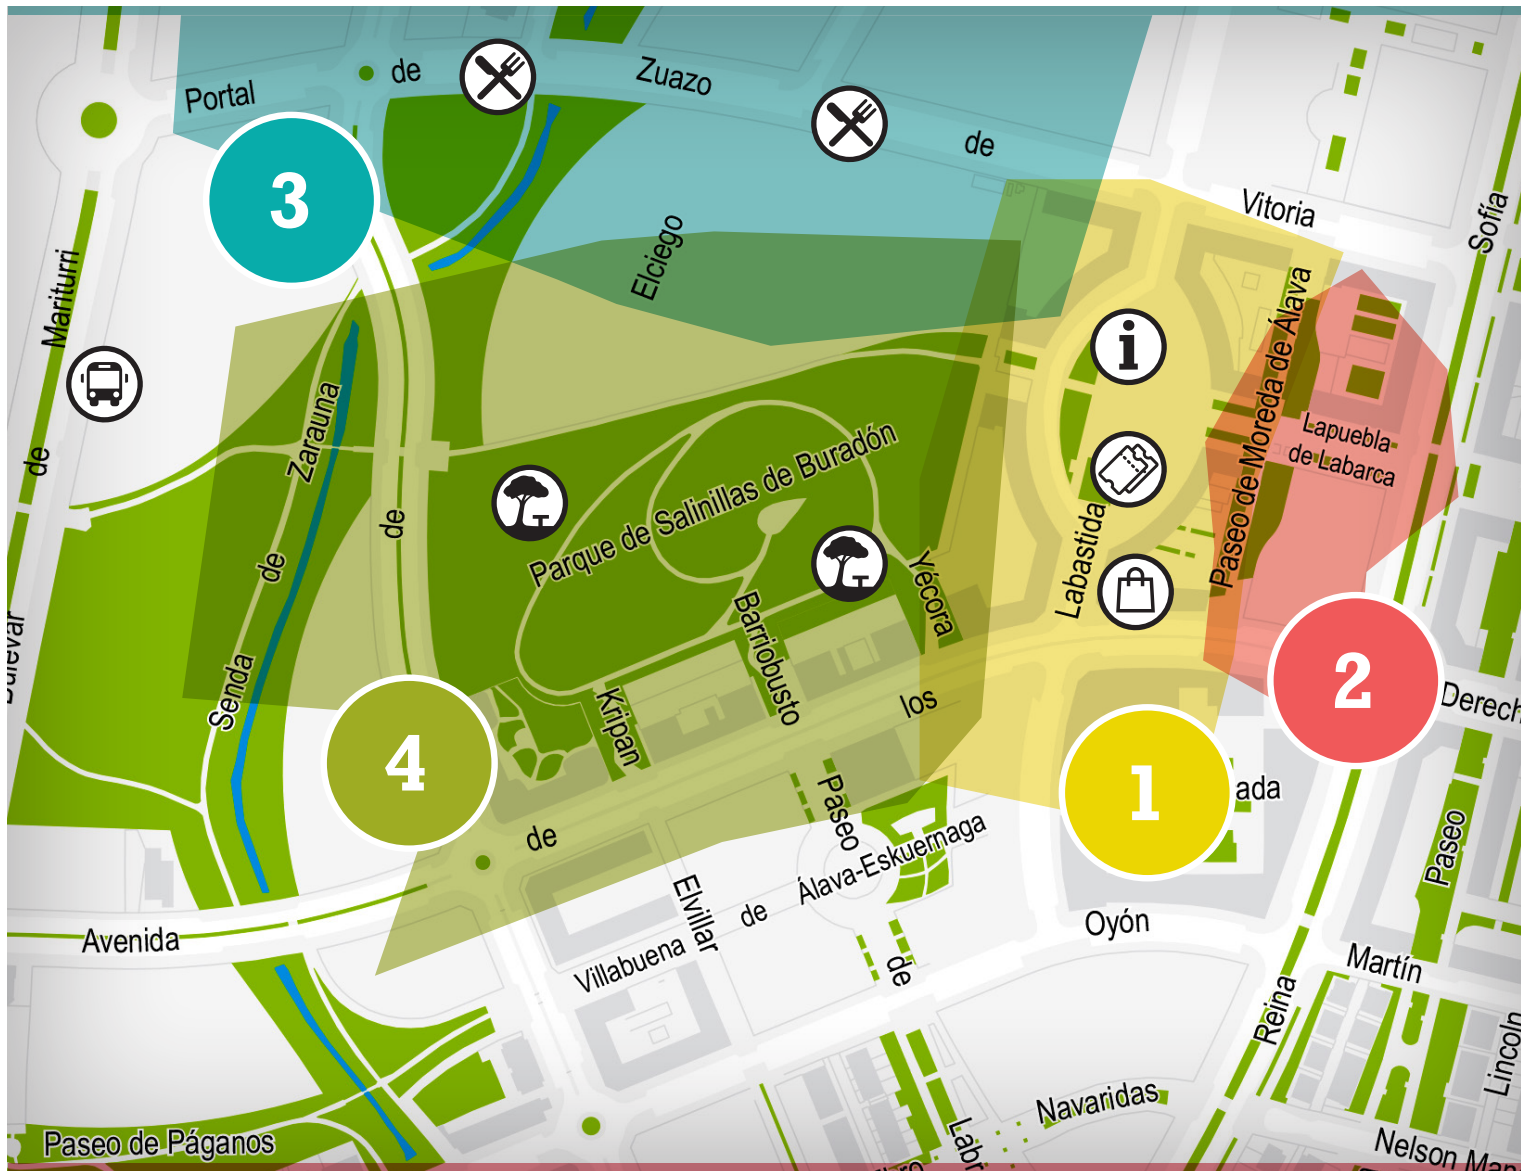 Portal
de
Zuazo
de
Vitoria
Sofía
3
Elciego
Mariturri
de
Zarauna
de
Senda
de
Parque de Salinillas de Buradón
Yécora
Labastida
Paseo de Moreda de Álava
Lapuebla
de Labarca
Barriobusto
Kripan
los
4
1
2
Derech
ada
Paseo
Paseo
de
Álava-Eskuernaga
de
Villabuena
Elvillar
Avenida
de
Oyón
Martín
Reina
Lincoln
Navaridas
Labr
Paseo de Páganos
Nelson Man